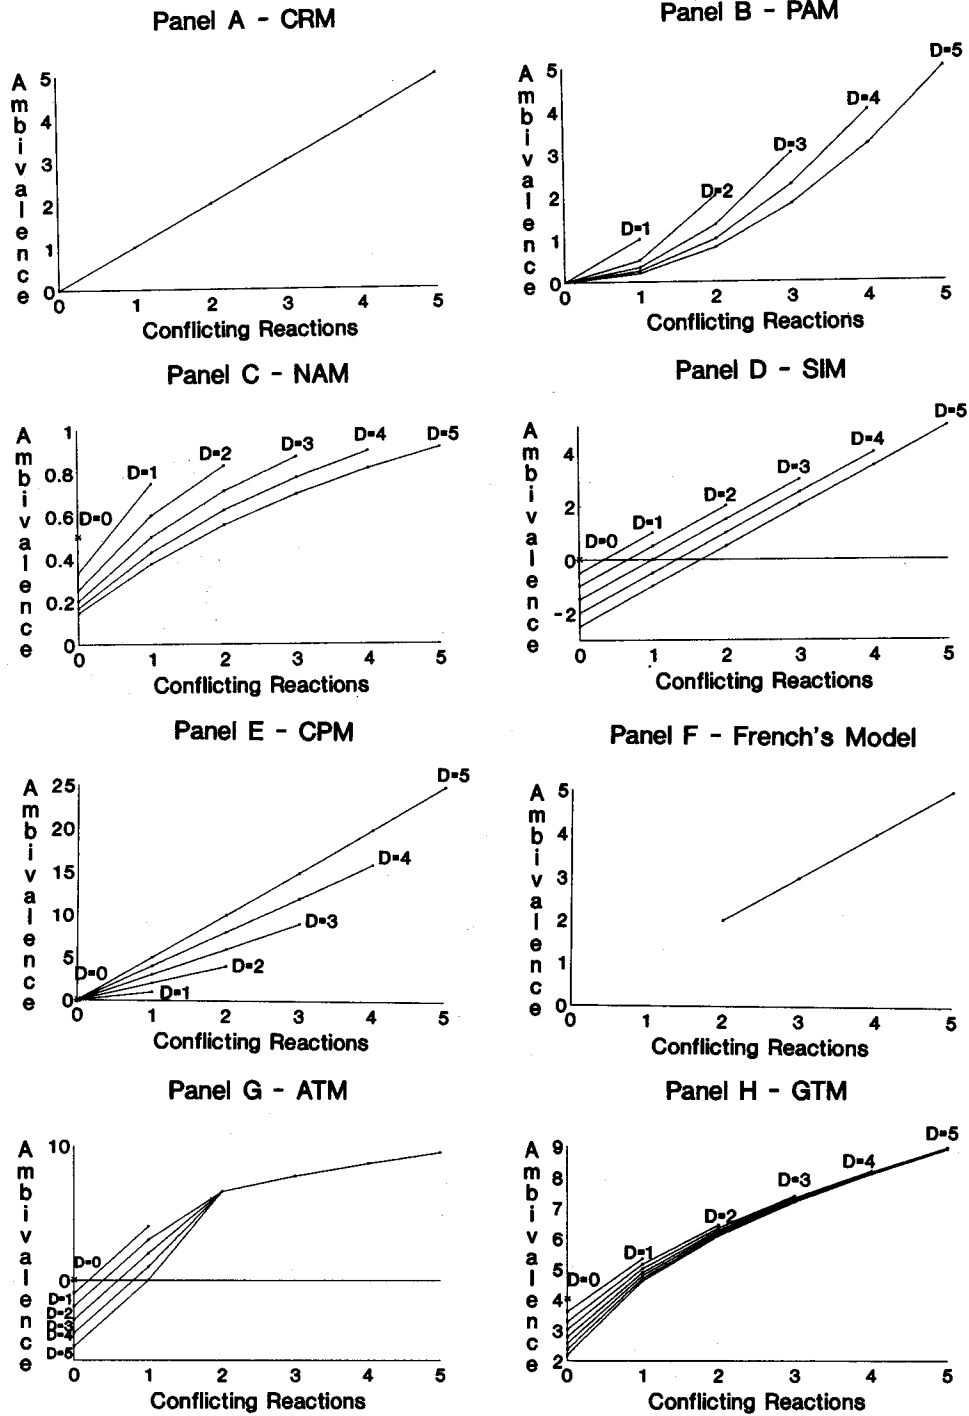 Panel A - CRM
Ambivalence
5
4
3
2
1
0
0 1 2 3 4 5
Conflicting Reactions
Panel B - PAM
Ambivalence
5
4
3
2
1
0
D=1
D=2
D=3
D=4
D=5
0 1 2 3 4 5
Conflicting Reactions
Panel C - NAM
Ambivalence
1
0.8
0.6
0.4
0.2
0
D=0
D=1
D=2
D=3
D=4
D=5
0 1 2 3 4 5
Conflicting Reactions
Panel D - SIM
Ambivalence
4
2
0
-2
D=0
D=1
D=2
D=3
D=4
D=5
0 1 2 3 4 5
Conflicting Reactions
Panel E - CPM
Ambivalence
25
20
15
10
5
0
D=0
D=1
D=2
D=3
D=4
D=5
0 1 2 3 4 5
Conflicting Reactions
Panel F - French's Model
Ambivalence
5
4
3
2
1
0
0 1 2 3 4 5
Conflicting Reactions
Panel G - ATM
Ambivalence
10
0
D=0
D=1
D=2
D=3
D=4
D=5
0 1 2 3 4 5
Conflicting Reactions
Panel H - GTM
Ambivalence
9
8
7
6
5
4
3
2
D=0
D=1
D=2
D=3
D=4
D=5
0 1 2 3 4 5
Conflicting Reactions